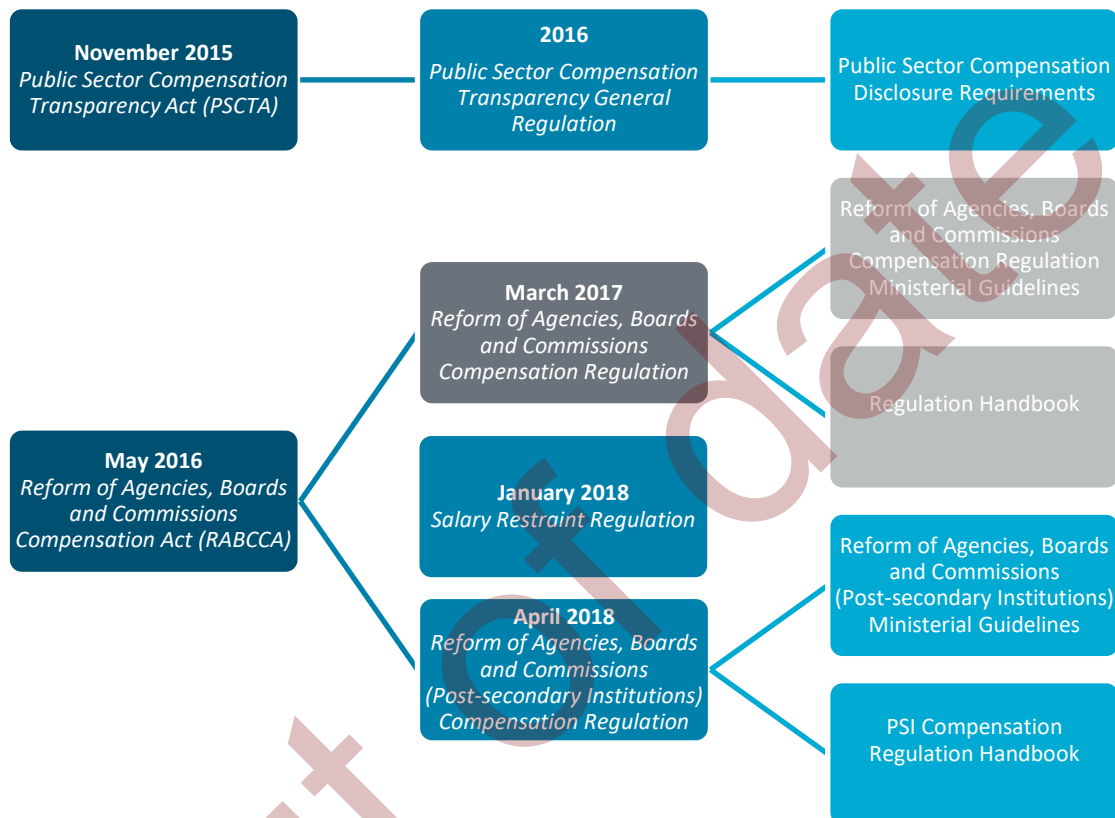 November 2015
Public Sector Compensation
Transparency Act (PSCTA)
2016
Public Sector Compensation
Transparency General
Regulation
Public Sector Compensation
Disclosure Requirements
May 2016
Reform of Agencies, Boards
and Commissions
Compensation Act (RABCCA)
March 2017
Reform of Agencies, Boards
and Commissions
Compensation Regulation
Reform of Agencies, Boards
and Commissions
Compensation Regulation
Ministerial Guidelines
Regulation Handbook
January 2018
Salary Restraint Regulation
April 2018
Reform of Agencies, Boards
and Commissions
(Post-secondary Institutions)
Compensation Regulation
Reform of Agencies, Boards
and Commissions
(Post-secondary Institutions)
Ministerial Guidelines
PSI Compensation
Regulation Handbook
of date